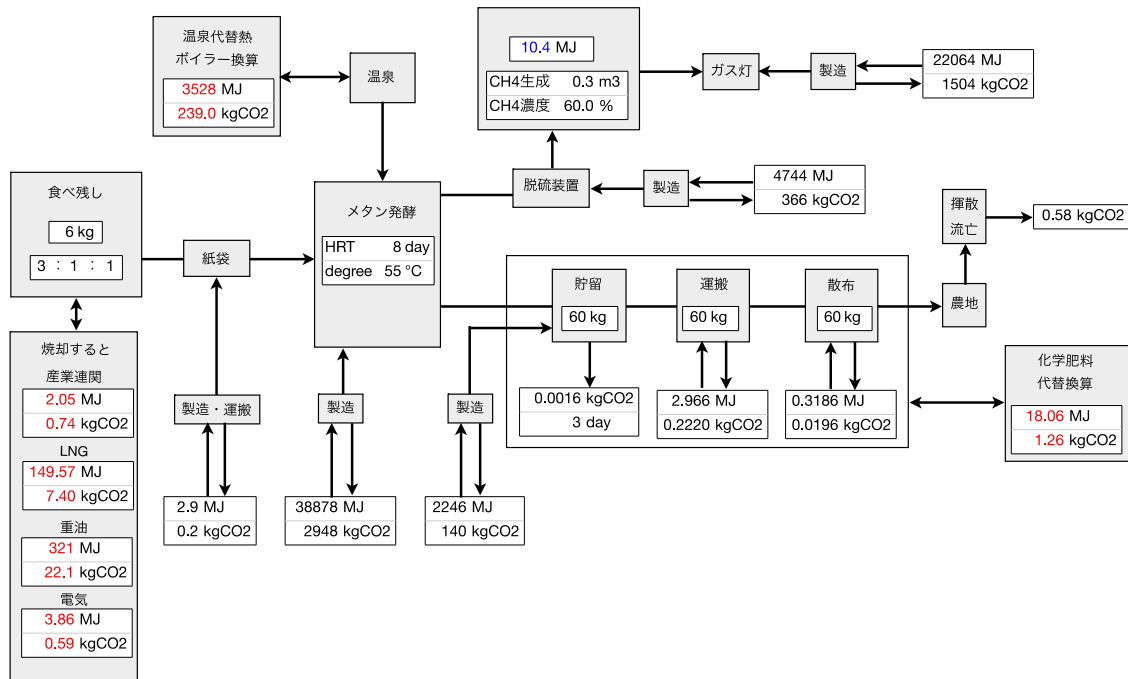 温泉代替熱
ボイラー換算
3528 MJ
239.0 kgCO2
温泉
10.4 MJ
CH4生成 0.3 m3
CH4濃度 60.0 %
ガス灯
製造
22064 MJ
1504 kgCO2
食べ残し
6 kg
3 : 1 : 1
紙袋
メタン発酵
HRT 8 day
degree 55 °C
脱硫装置
製造
4744 MJ
366 kgCO2
揮散
流亡
0.58 kgCO2
貯留
60 kg
運搬
60 kg
散布
60 kg
農地
焼却すると
産業連関
2.05 MJ
0.74 kgCO2
LNG
149.57 MJ
7.40 kgCO2
重油
321 MJ
22.1 kgCO2
電気
3.86 MJ
0.59 kgCO2
製造・運搬
2.9 MJ
0.2 kgCO2
製造
38878 MJ
2948 kgCO2
製造
2246 MJ
140 kgCO2
0.0016 kgCO2
3 day
2.966 MJ
0.2220 kgCO2
0.3186 MJ
0.0196 kgCO2
化学肥料
代替換算
18.06 MJ
1.26 kgCO2